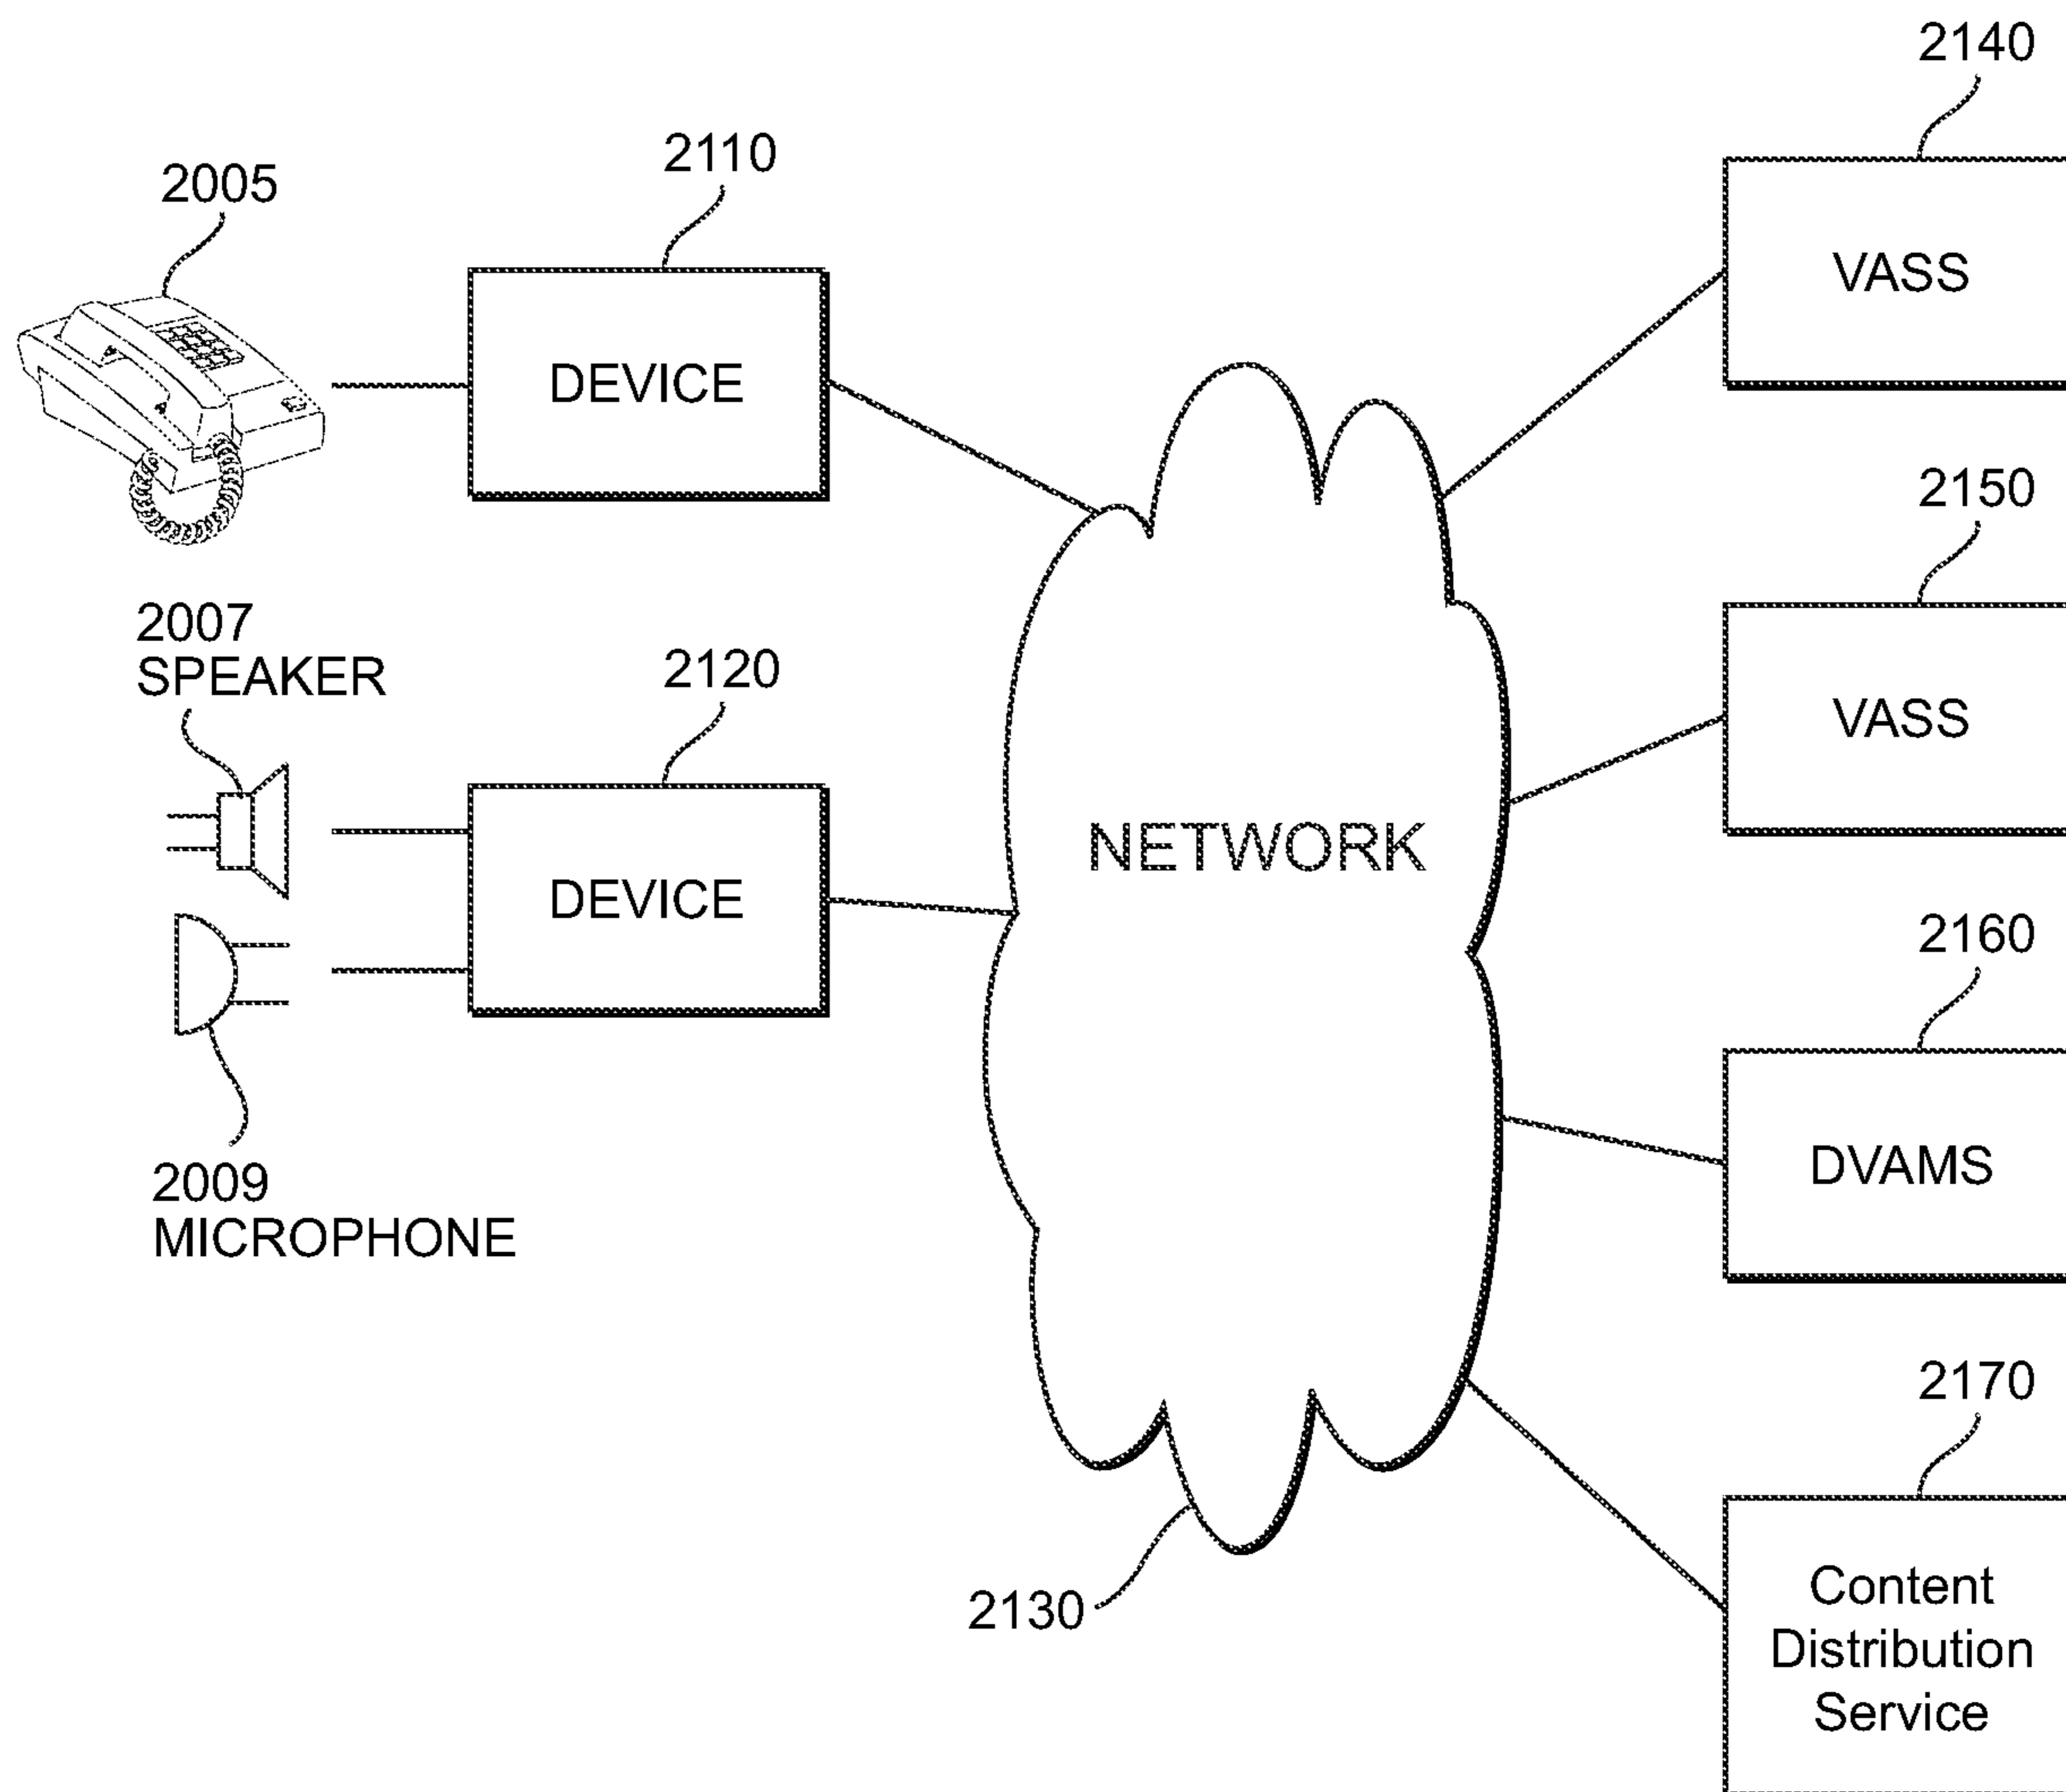 2140
2110
2005
VASS
DEVICE
2150
2007
SPEAKER
2120
VASS
NETWORK
DEVICE
2160
2009
MICROPHONE
DVAMS
2170
2130
Content
Distribution
Service